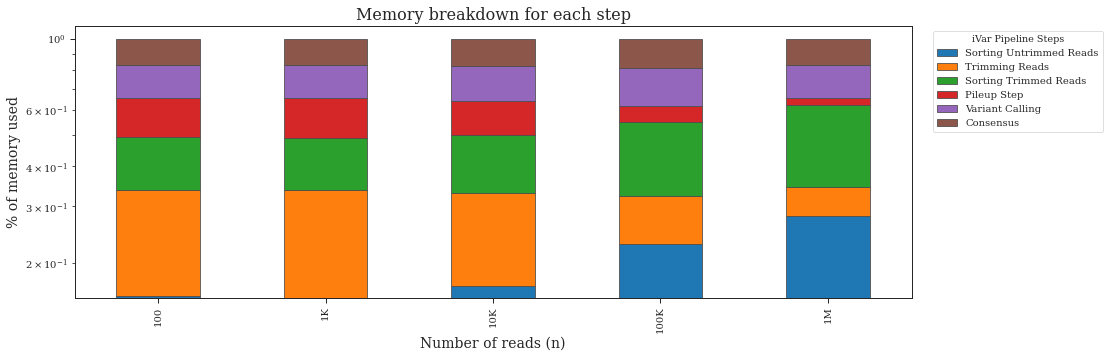 Memory breakdown for each step
% of memory used
10⁰
6 × 10⁻¹
4 × 10⁻¹
3 × 10⁻¹
2 × 10⁻¹
100
1K
10K
100K
1M
Number of reads (n)
iVar Pipeline Steps
Sorting Untrimmed Reads
Trimming Reads
Sorting Trimmed Reads
Pileup Step
Variant Calling
Consensus